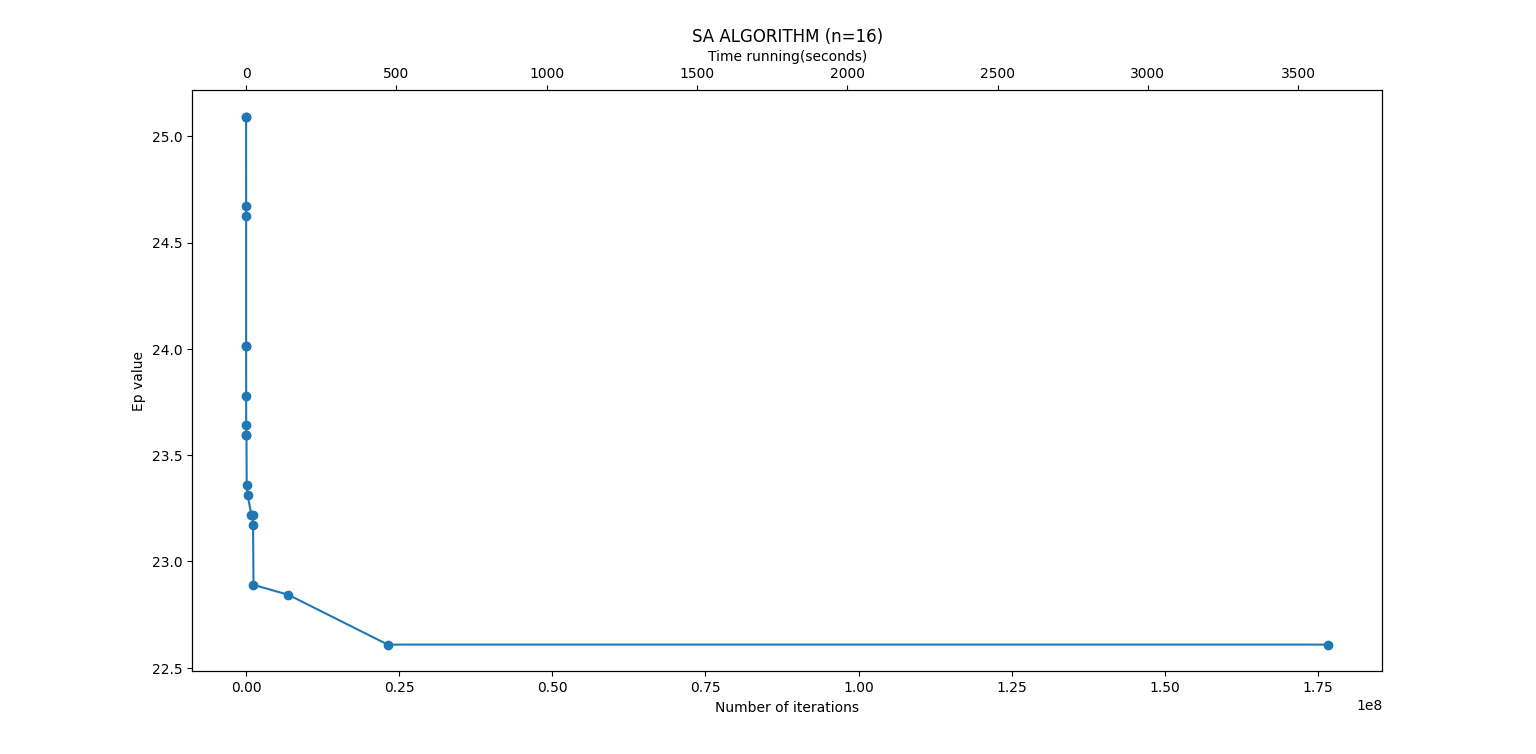 SA ALGORITHM (n=16)
Time running(seconds)
0 500 1000 1500 2000 2500 3000 3500
25.0
24.5
24.0
23.5
23.0
22.5
Ep value
0.00 0.25 0.50 0.75 1.00 1.25 1.50 1.75
1e8
Number of iterations